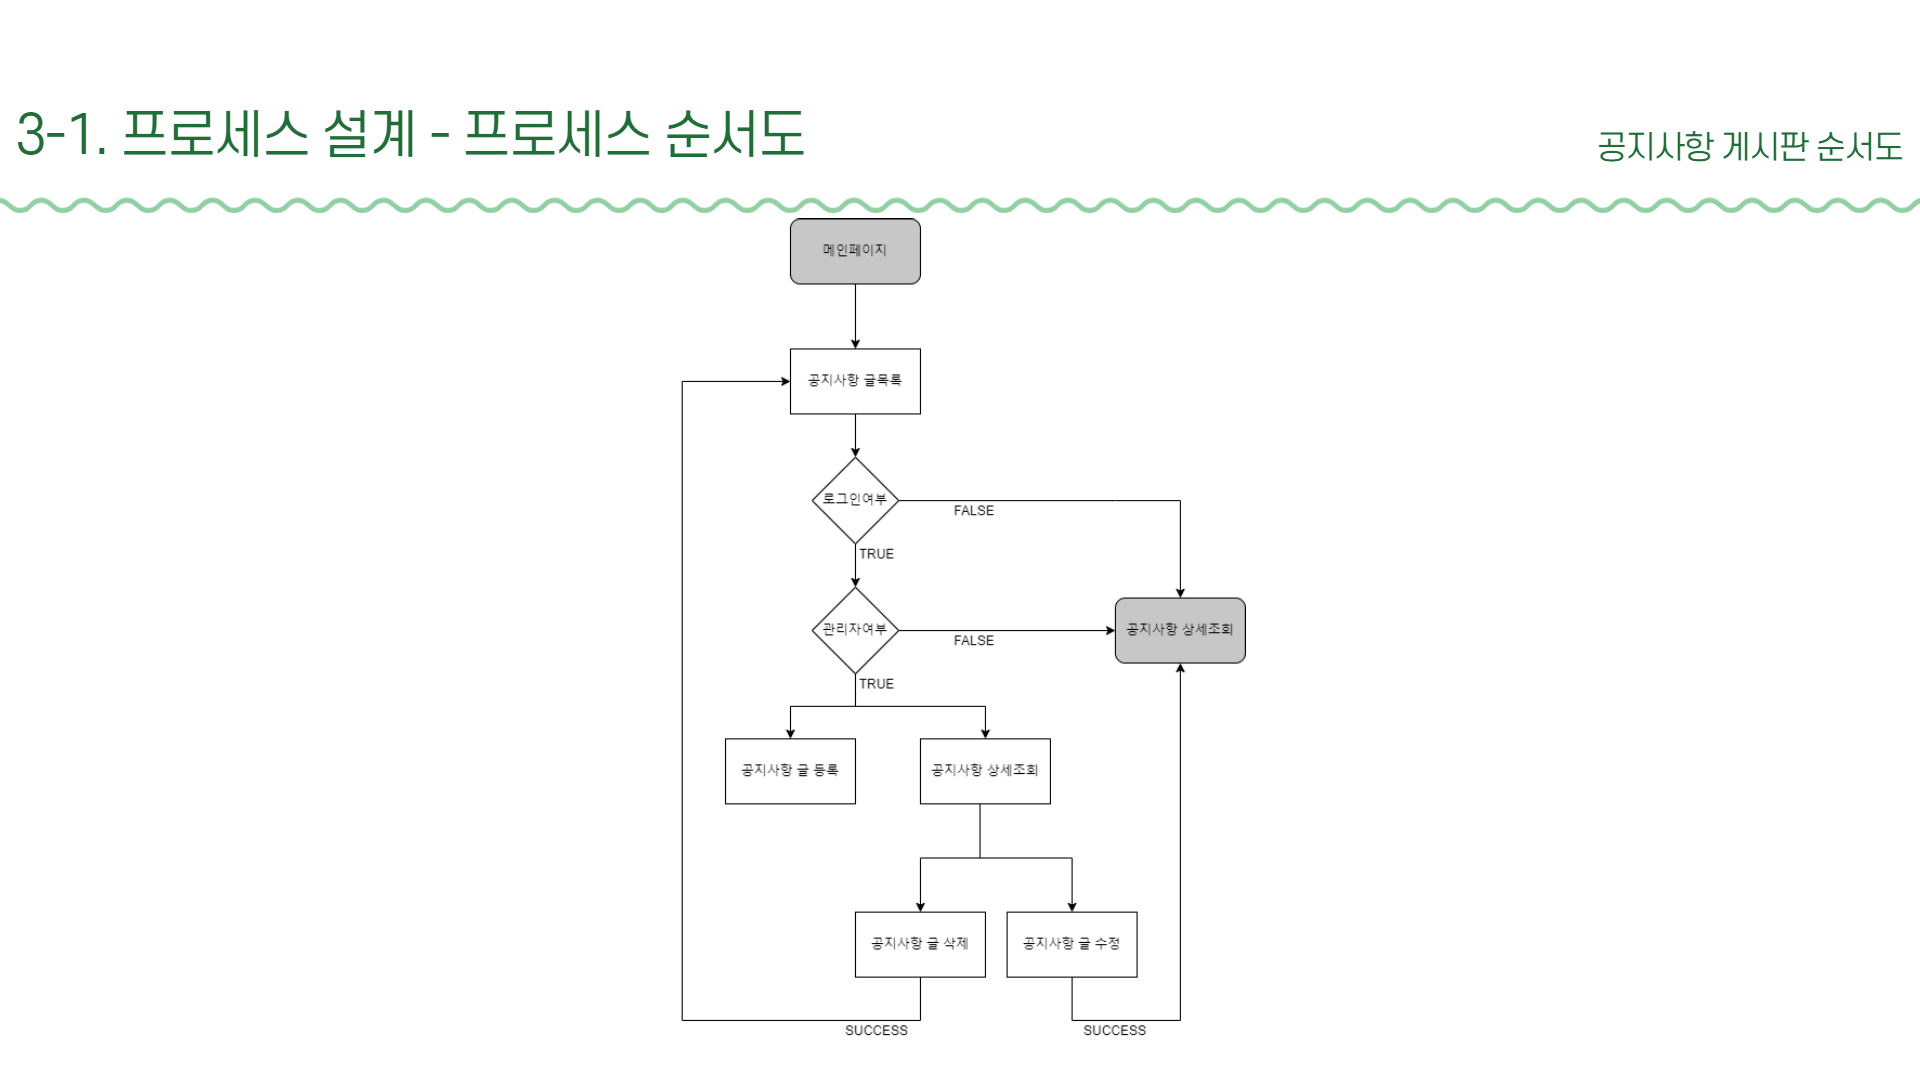 3-1. 프로세스 설계 - 프로세스 순서도
공지사항 게시판 순서도
메인페이지
공지사항 글목록
로그인여부
FALSE
TRUE
관리자여부
FALSE
공지사항 상세조회
TRUE
공지사항 글 등록
공지사항 상세조회
공지사항 글 삭제
공지사항 글 수정
SUCCESS
SUCCESS